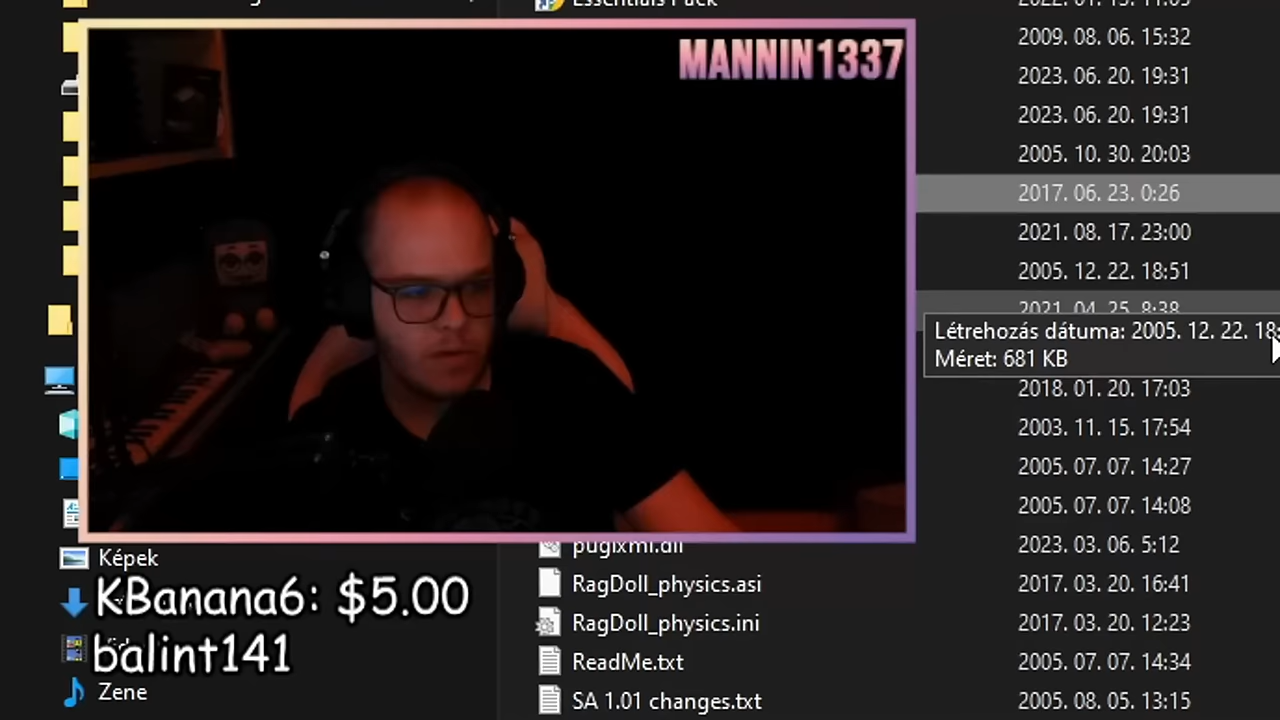 Essentials Pack
2009. 08. 06. 15:32
MANNIN1337
2023. 06. 20. 19:31
2023. 06. 20. 19:31
2005. 10. 30. 20:03
2017. 06. 23. 0:26
2021. 08. 17. 23:00
2005. 12. 22. 18:51
2021. 04. 25. 8:38
Létrehozás dátuma: 2005. 12. 22. 18:
Méret: 681 KB
2018. 01. 20. 17:03
2003. 11. 15. 17:54
2005. 07. 07. 14:27
2005. 07. 07. 14:08
pugixml.dll 2023. 03. 06. 5:12
Képek
RagDoll_physics.asi 2017. 03. 20. 16:41
KBanana6: $5.00
RagDoll_physics.ini 2017. 03. 20. 12:23
balint141
ReadMe.txt 2005. 07. 07. 14:34
Zene
SA 1.01 changes.txt 2005. 08. 05. 13:15